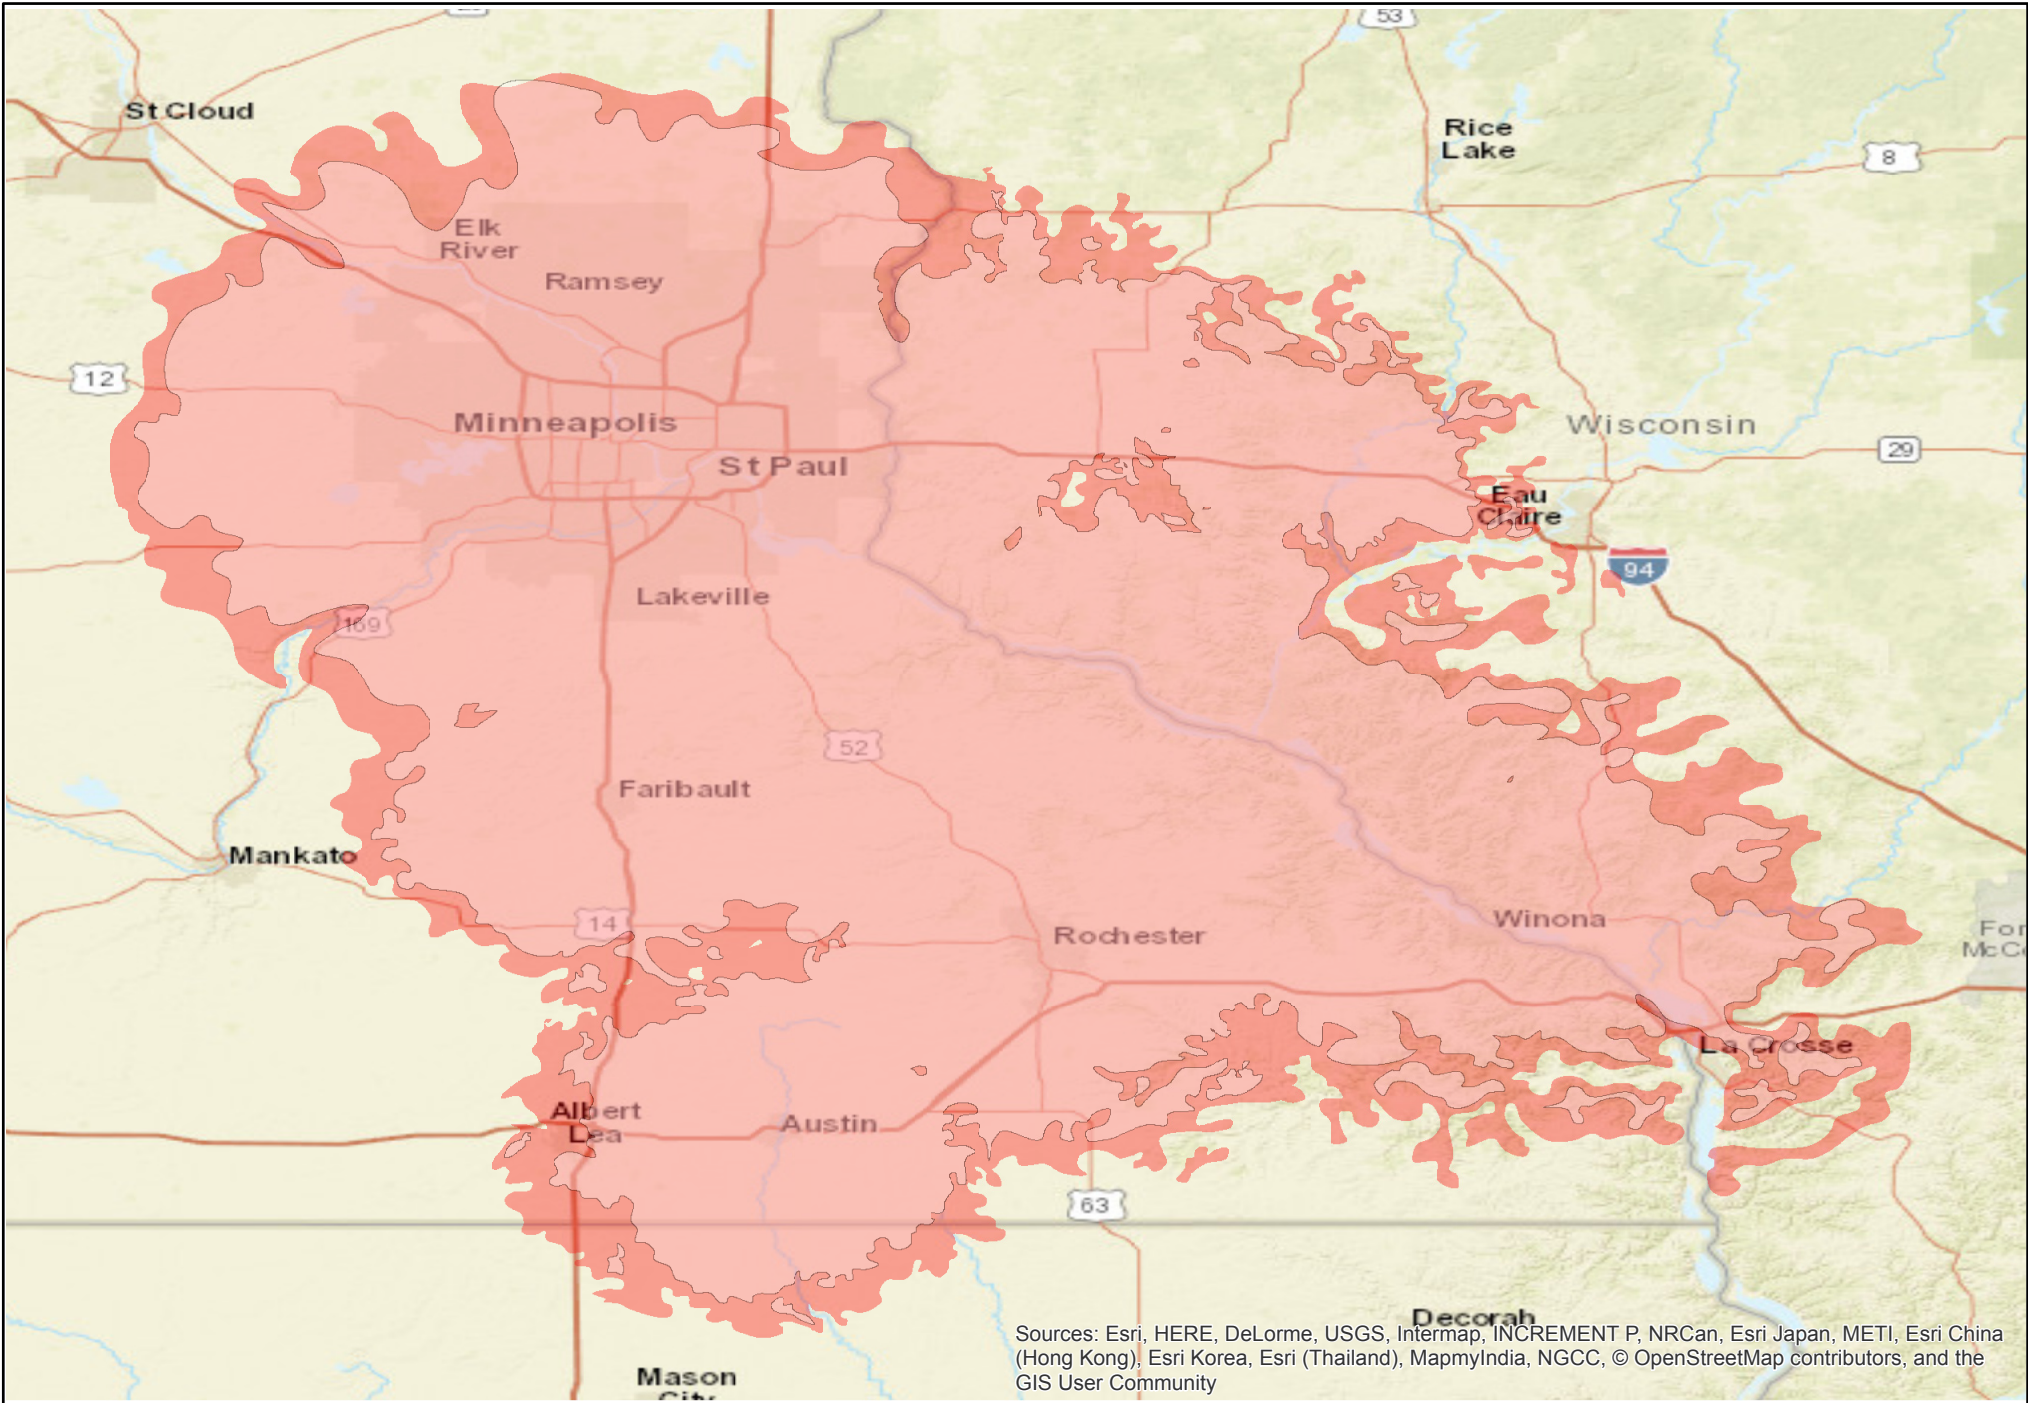 53
St Cloud
Rice
Lake
8
Elk
River
Ramsey
12
Minneapolis
Wisconsin
29
St Paul
Eau
Claire
94
Lakeville
169
52
Faribault
Mankato
14
Winona
Rochester
For
McC
La Crosse
Albert
Lea
Austin
63
Decorah
Sources: Esri, HERE, DeLorme, USGS, Intermap, INCREMENT P, NRCan, Esri Japan, METI, Esri China
(Hong Kong), Esri Korea, Esri (Thailand), MapmyIndia, NGCC, © OpenStreetMap contributors, and the
GIS User Community
Mason
City